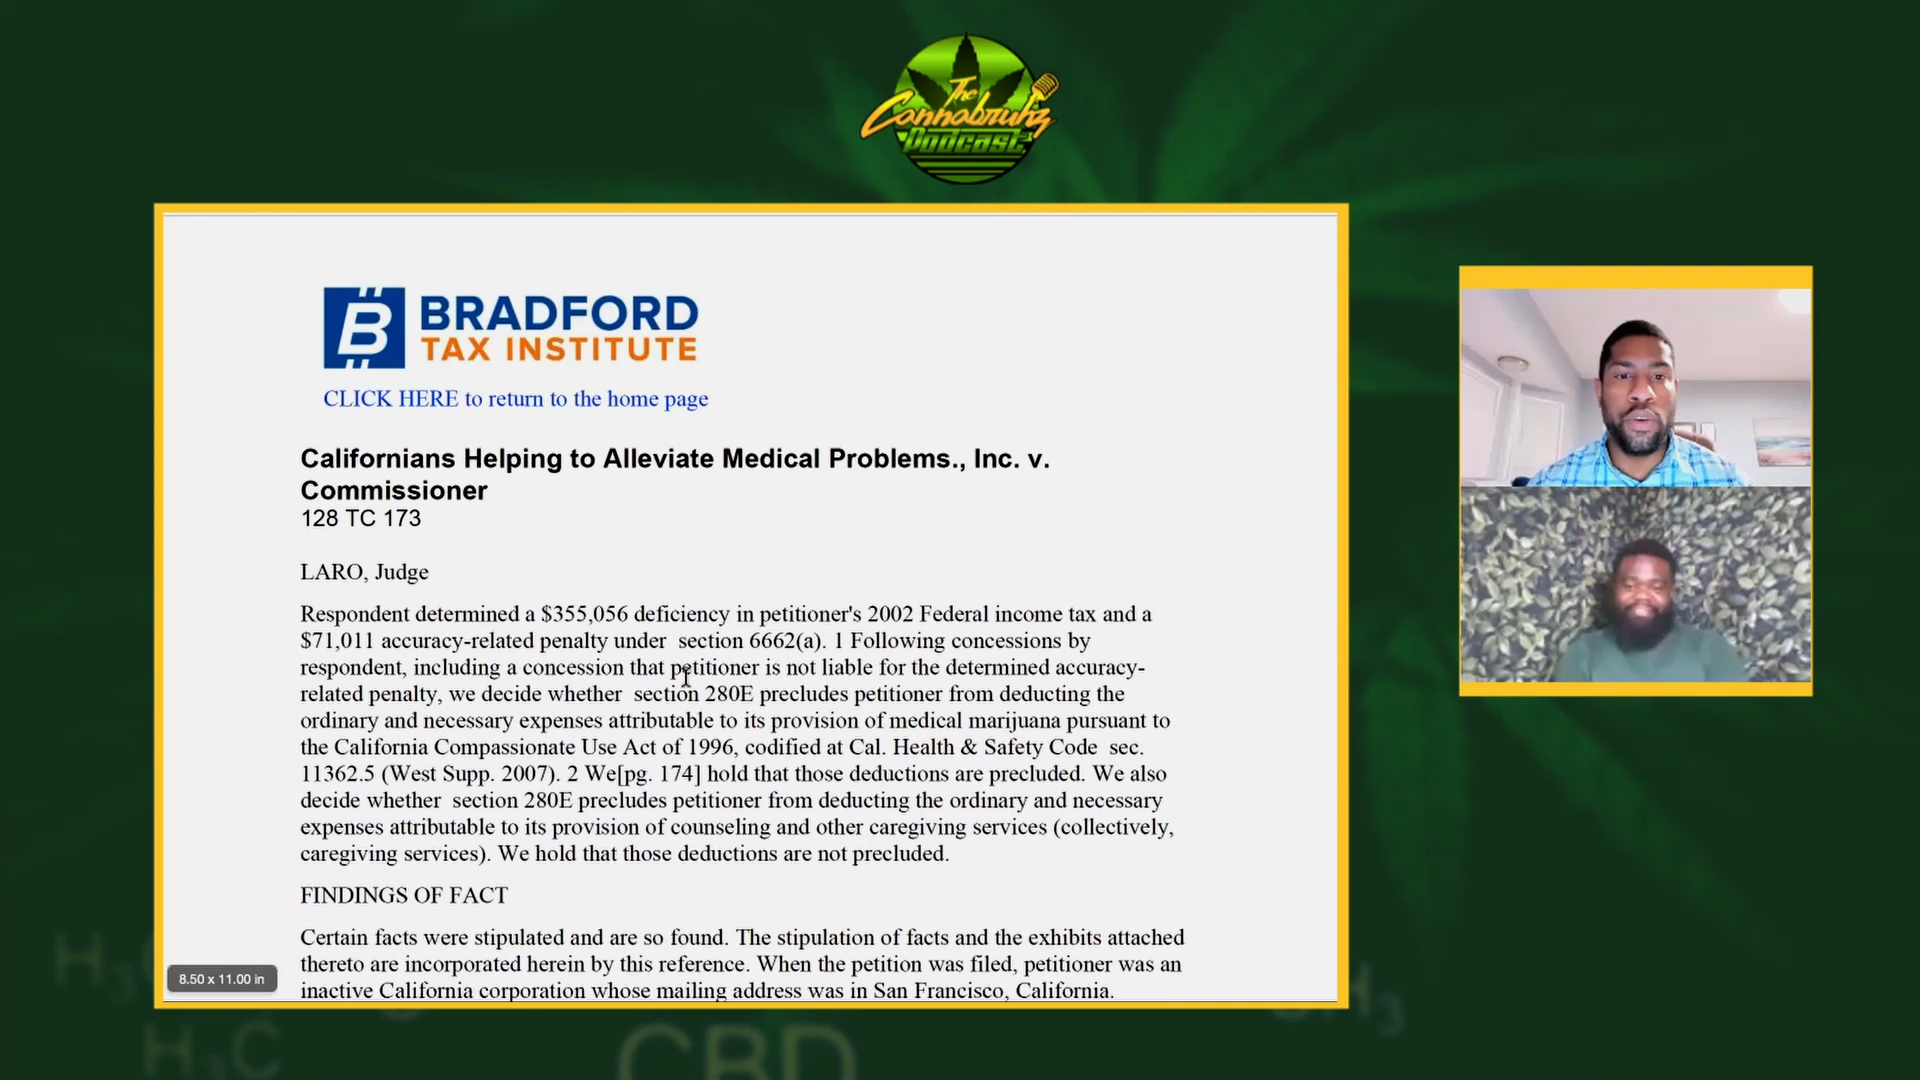 The
Cannabruhz
Podcast
B BRADFORD
TAX INSTITUTE
CLICK HERE to return to the home page
Californians Helping to Alleviate Medical Problems., Inc. v.
Commissioner
128 TC 173
LARO, Judge
Respondent determined a $355,056 deficiency in petitioner's 2002 Federal income tax and a
$71,011 accuracy-related penalty under section 6662(a). 1 Following concessions by
respondent, including a concession that petitioner is not liable for the determined accuracy-
related penalty, we decide whether section 280E precludes petitioner from deducting the
ordinary and necessary expenses attributable to its provision of medical marijuana pursuant to
the California Compassionate Use Act of 1996, codified at Cal. Health & Safety Code sec.
11362.5 (West Supp. 2007). 2 We[pg. 174] hold that those deductions are precluded. We also
decide whether section 280E precludes petitioner from deducting the ordinary and necessary
expenses attributable to its provision of counseling and other caregiving services (collectively,
caregiving services). We hold that those deductions are not precluded.
FINDINGS OF FACT
Certain facts were stipulated and are so found. The stipulation of facts and the exhibits attached
thereto are incorporated herein by this reference. When the petition was filed, petitioner was an
inactive California corporation whose mailing address was in San Francisco, California.
8.50 x 11.00 in
H₃C
H₃C
CBD
CH₃